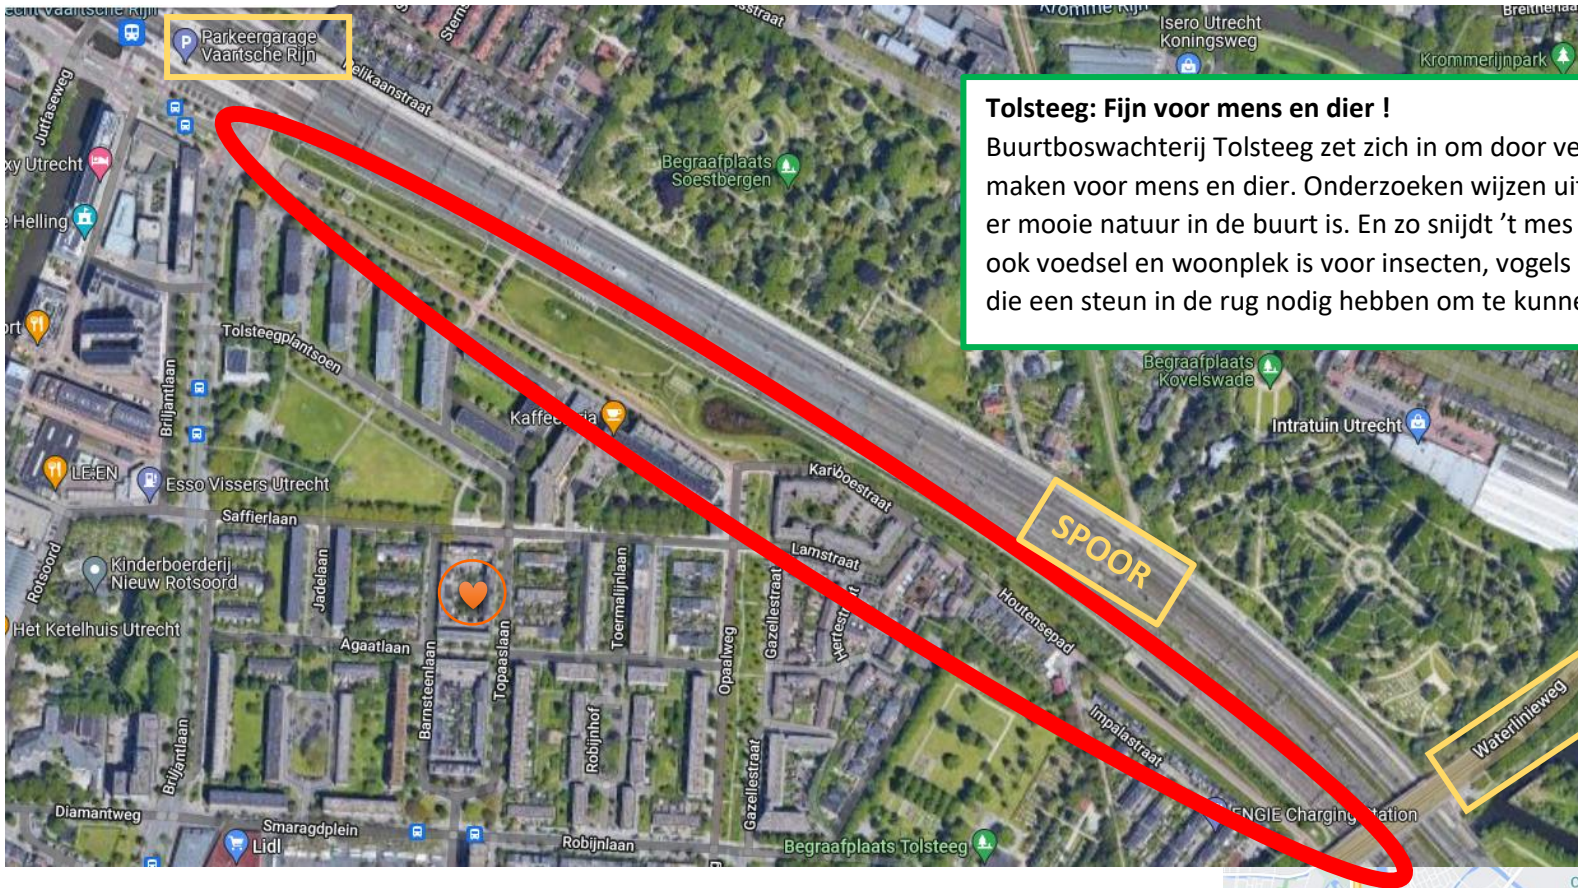 Parkeergarage
Vaartsche Rijn
Pelikaanstraat
Isero Utrecht
Koningsweg
Krommerijnpark
Jutfaseweg
Utrecht
Helling
Begraafplaats
Soestbergen
Tolsteeg: Fijn voor mens en dier !
Buurtboswachterij Tolsteeg zet zich in om door ve
maken voor mens en dier. Onderzoeken wijzen uit
er mooie natuur in de buurt is. En zo snijdt ’t mes
ook voedsel en woonplek is voor insecten, vogels
die een steun in de rug nodig hebben om te kunne
Tolsteegplantsoen
Briljantlaan
Begraafplaats
Kovelswade
Intratuin Utrecht
LE:EN
Esso Vissers Utrecht
Kariboestraat
Saffierlaan
SPOOR
Lamstraat
Rotsoord
Kinderboerderij
Nieuw Rotsoord
Jadelaan
Toermalijnlaan
Gazellestraat
Hertestraat
Houtensepad
Het Ketelhuis Utrecht
Agaatlaan
Barnsteenlaan
Topaaslaan
Opaalweg
Impalastraat
Waterlinieweg
Briljantlaan
Robijnhof
Gazellestraat
Diamantweg
Smaragdplein
Lidl
Robijnlaan
Begraafplaats Tolsteeg
ENGIE Charging Station